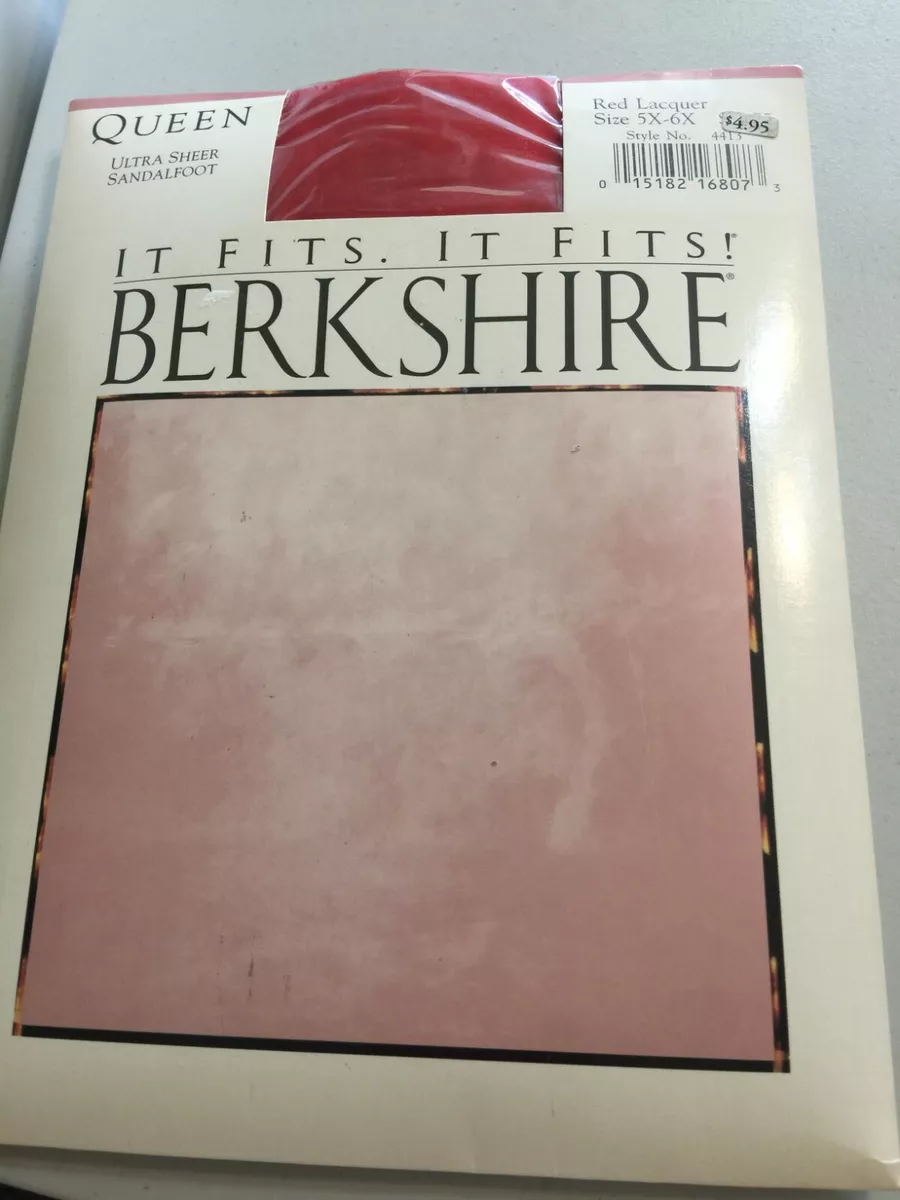 QUEEN
ULTRA SHEER
SANDALFOOT
Red Lacquer
Size 5X-6X
$4.95
Style No. 4415
0 15182 16807 3
IT FITS. IT FITS!®
BERKSHIRE®